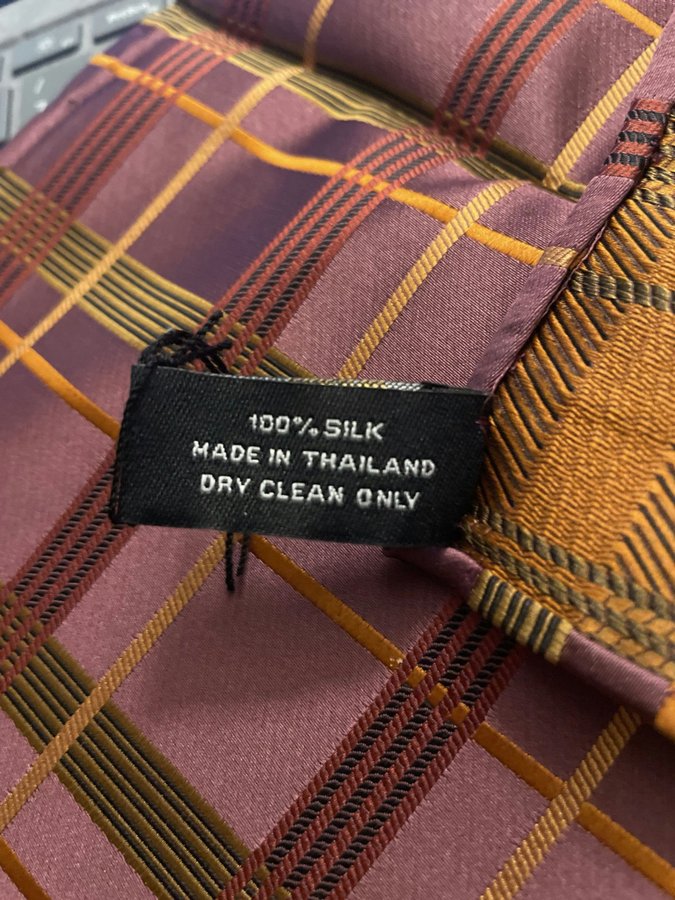 100% SILK
MADE IN THAILAND
DRY CLEAN ONLY